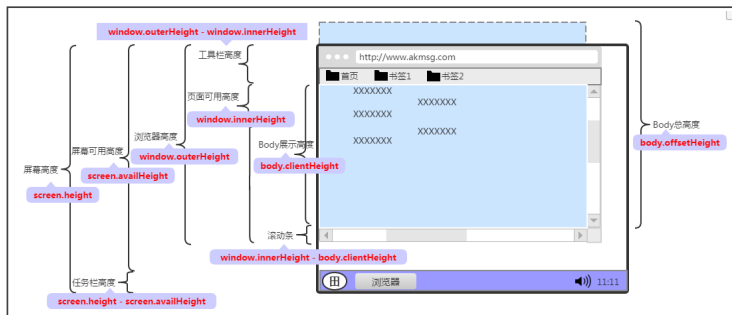 window.outerHeight - window.innerHeight
工具栏高度
http://www.akmsg.com
首页 书签1 书签2
页面可用高度
window.innerHeight
XXXXXXX
XXXXXXX
XXXXXXX
XXXXXXX
XXXXXXX
Body总高度
body.offsetHeight
浏览器高度
window.outerHeight
Body展示高度
body.clientHeight
屏幕可用高度
screen.availHeight
屏幕高度
screen.height
滚动条
window.innerHeight - body.clientHeight
任务栏高度
screen.height - screen.availHeight
田 浏览器 11:11